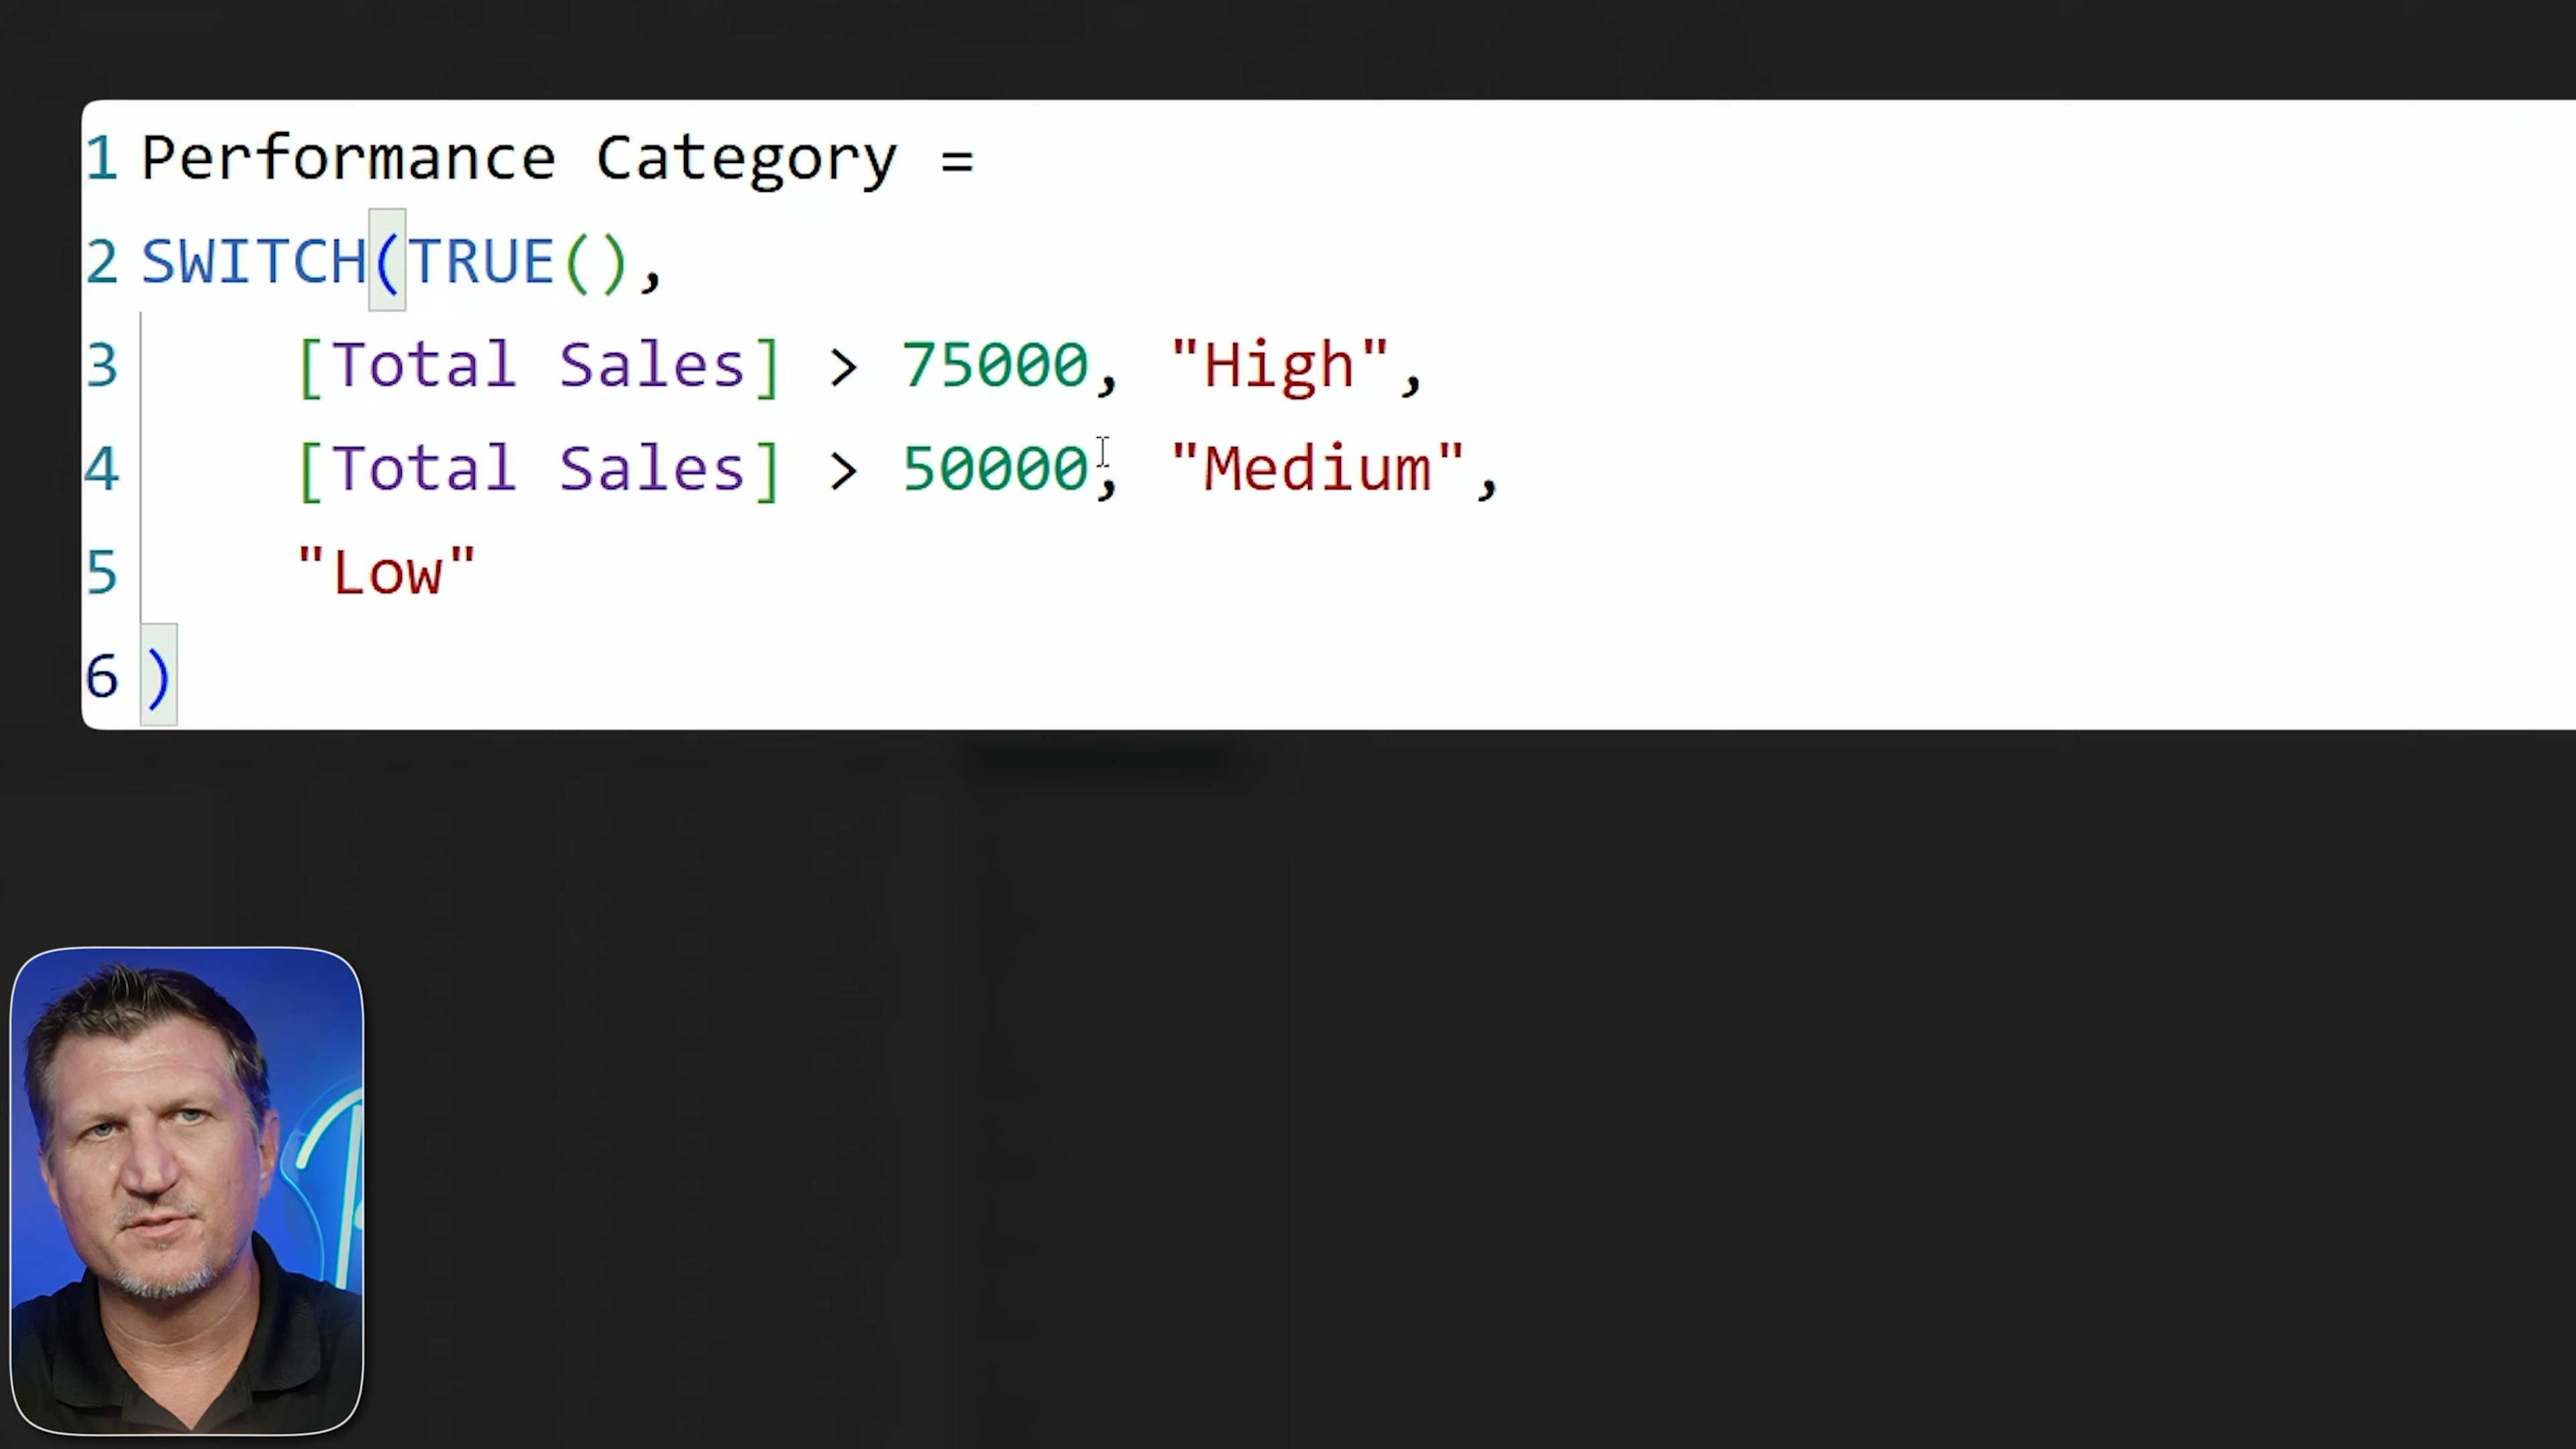 1 Performance Category =
2 SWITCH(TRUE(),
3 [Total Sales] > 75000, "High",
4 [Total Sales] > 50000, "Medium",
5 "Low"
6 )